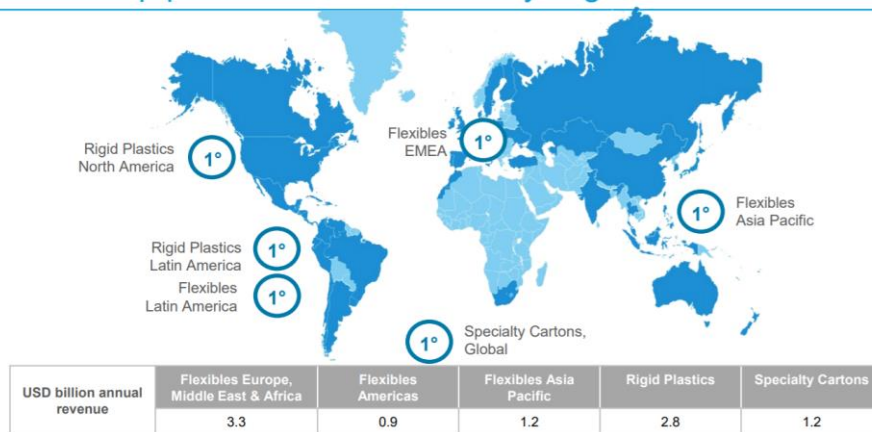 Rigid Plastics
North America
1°
Flexibles
EMEA
1°
1°
Flexibles
Asia Pacific
Rigid Plastics
Latin America
1°
Flexibles
Latin America
1°
1°
Specialty Cartons,
Global
USD billion annual
revenue
Flexibles Europe,
Middle East & Africa
Flexibles
Americas
Flexibles Asia
Pacific
Rigid Plastics
Specialty Cartons
3.3
0.9
1.2
2.8
1.2